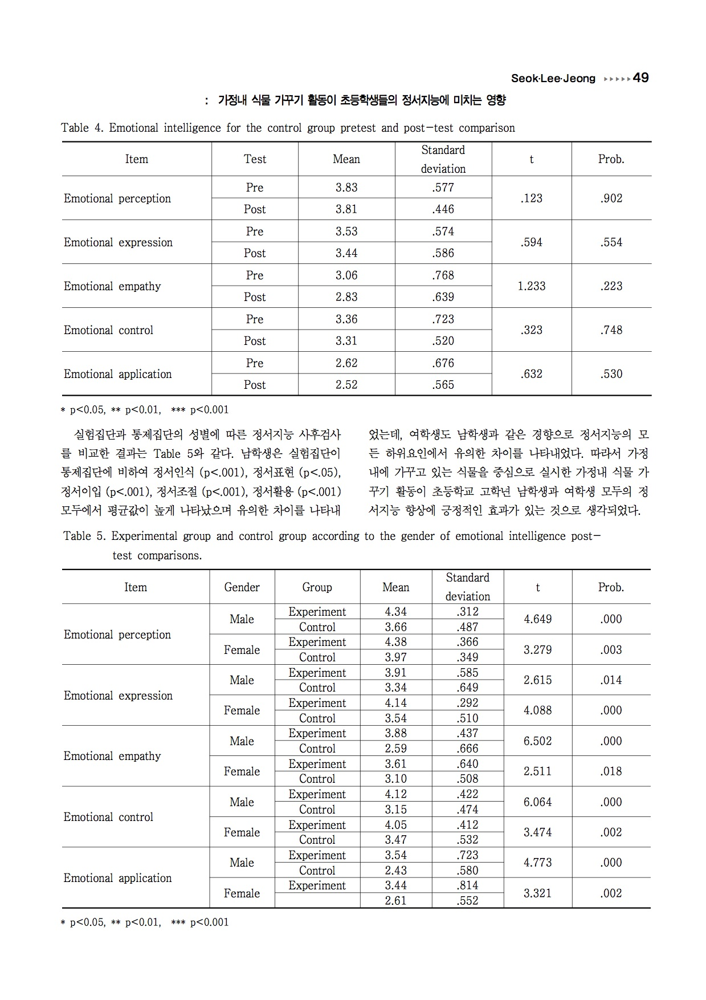 Seok·Lee·Jeong ▸▸▸▸▸ 49
: 가정내 식물 가꾸기 활동이 초등학생들의 정서지능에 미치는 영향
Table 4. Emotional intelligence for the control group pretest and post-test comparison
Item Test Mean Standard deviation t Prob.
Emotional perception Pre 3.83 .577 .123 .902
Post 3.81 .446
Emotional expression Pre 3.53 .574 .594 .554
Post 3.44 .586
Emotional empathy Pre 3.06 .768 1.233 .223
Post 2.83 .639
Emotional control Pre 3.36 .723 .323 .748
Post 3.31 .520
Emotional application Pre 2.62 .676 .632 .530
Post 2.52 .565
* p<0.05, ** p<0.01, *** p<0.001
실험집단과 통제집단의 성별에 따른 정서지능 사후검사
를 비교한 결과는 Table 5와 같다. 남학생은 실험집단이
통제집단에 비하여 정서인식 (p<.001), 정서표현 (p<.05),
정서이입 (p<.001), 정서조절 (p<.001), 정서활용 (p<.001)
모두에서 평균값이 높게 나타났으며 유의한 차이를 나타내
었는데, 여학생도 남학생과 같은 경향으로 정서지능의 모
든 하위요인에서 유의한 차이를 나타내었다. 따라서 가정
내에 가꾸고 있는 식물을 중심으로 실시한 가정내 식물 가
꾸기 활동이 초등학교 고학년 남학생과 여학생 모두의 정
서지능 향상에 긍정적인 효과가 있는 것으로 생각되었다.
Table 5. Experimental group and control group according to the gender of emotional intelligence post-
test comparisons.
Item Gender Group Mean Standard deviation t Prob.
Emotional perception Male Experiment 4.34 .312 4.649 .000
Control 3.66 .487
Female Experiment 4.38 .366 3.279 .003
Control 3.97 .349
Emotional expression Male Experiment 3.91 .585 2.615 .014
Control 3.34 .649
Female Experiment 4.14 .292 4.088 .000
Control 3.54 .510
Emotional empathy Male Experiment 3.88 .437 6.502 .000
Control 2.59 .666
Female Experiment 3.61 .640 2.511 .018
Control 3.10 .508
Emotional control Male Experiment 4.12 .422 6.064 .000
Control 3.15 .474
Female Experiment 4.05 .412 3.474 .002
Control 3.47 .532
Emotional application Male Experiment 3.54 .723 4.773 .000
Control 2.43 .580
Female Experiment 3.44 .814 3.321 .002
2.61 .552
* p<0.05, ** p<0.01, *** p<0.001